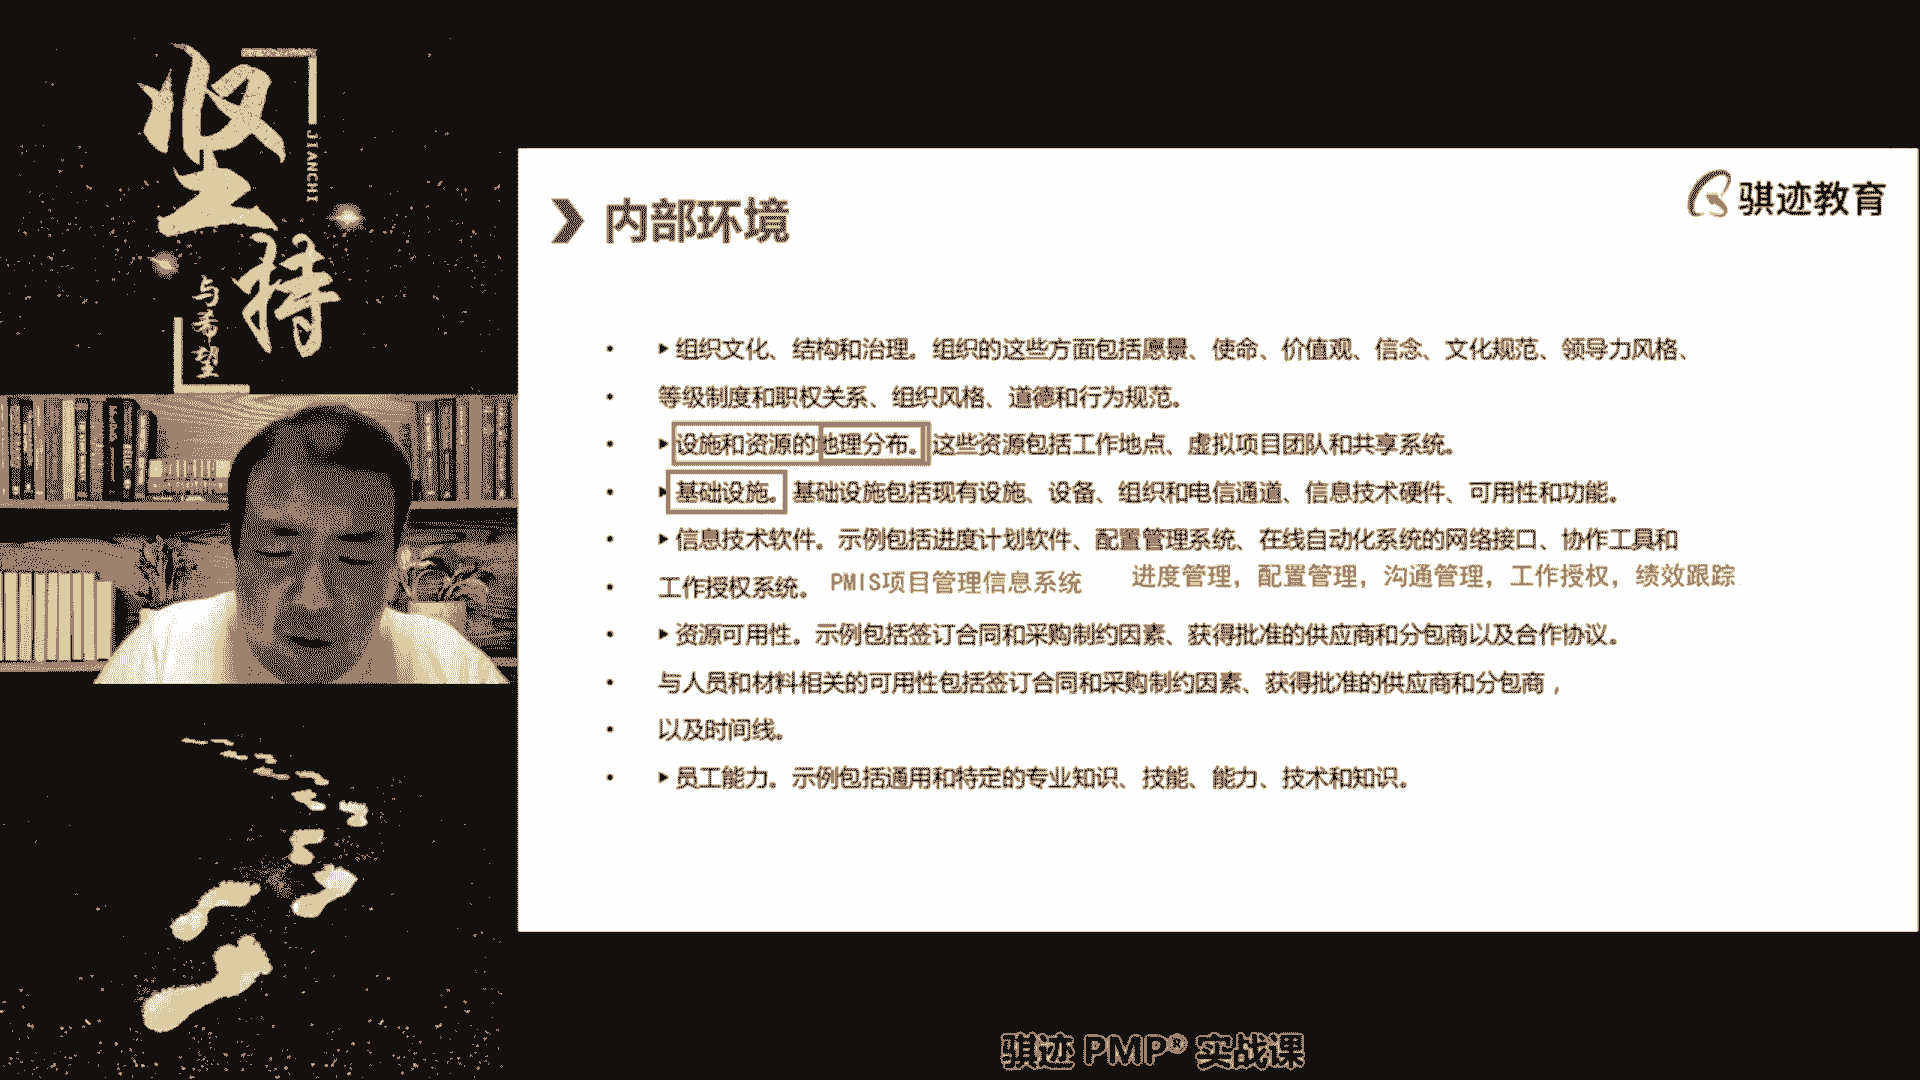 坚持
JIANCHI
与希望
骐迹教育
内部环境
• ▸组织文化、结构和治理。组织的这些方面包括愿景、使命、价值观、信念、文化规范、领导力风格、
• 等级制度和职权关系、组织风格、道德和行为规范。
• ▸设施和资源的地理分布。这些资源包括工作地点、虚拟项目团队和共享系统。
• ▸基础设施。基础设施包括现有设施、设备、组织和电信通道、信息技术硬件、可用性和功能。
• ▸信息技术软件。示例包括进度计划软件、配置管理系统、在线自动化系统的网络接口、协作工具和
• 工作授权系统。 PMIS项目管理信息系统 进度管理，配置管理，沟通管理，工作授权，绩效跟踪
• ▸资源可用性。示例包括签订合同和采购制约因素、获得批准的供应商和分包商以及合作协议。
• 与人员和材料相关的可用性包括签订合同和采购制约因素、获得批准的供应商和分包商，
• 以及时间线。
• ▸员工能力。示例包括通用和特定的专业知识、技能、能力、技术和知识。
骐迹 PMP® 实战课